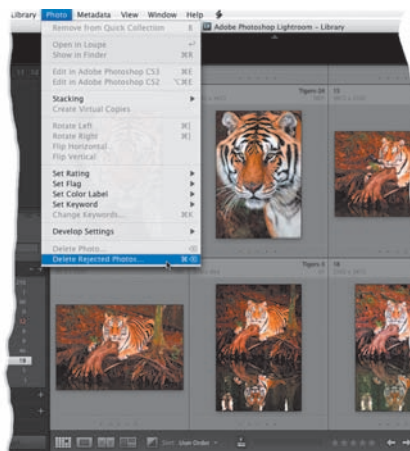 Library Photo Metadata View Window Help
Adobe Photoshop Lightroom – Library
Remove from Quick Collection B
Open in Loupe ↵
Show in Finder ⌘R
Edit in Adobe Photoshop CS3 ⌘E
Edit in Adobe Photoshop CS2 ⌥⌘E
Stacking
Create Virtual Copies
Rotate Left ⌘[
Rotate Right ⌘]
Flip Horizontal
Flip Vertical
Set Rating
Set Flag
Set Color Label
Set Keyword
Change Keywords... ⌘K
Develop Settings
Delete Photo... ⌫
Delete Rejected Photos... ⌘⌫
Sort: User Order